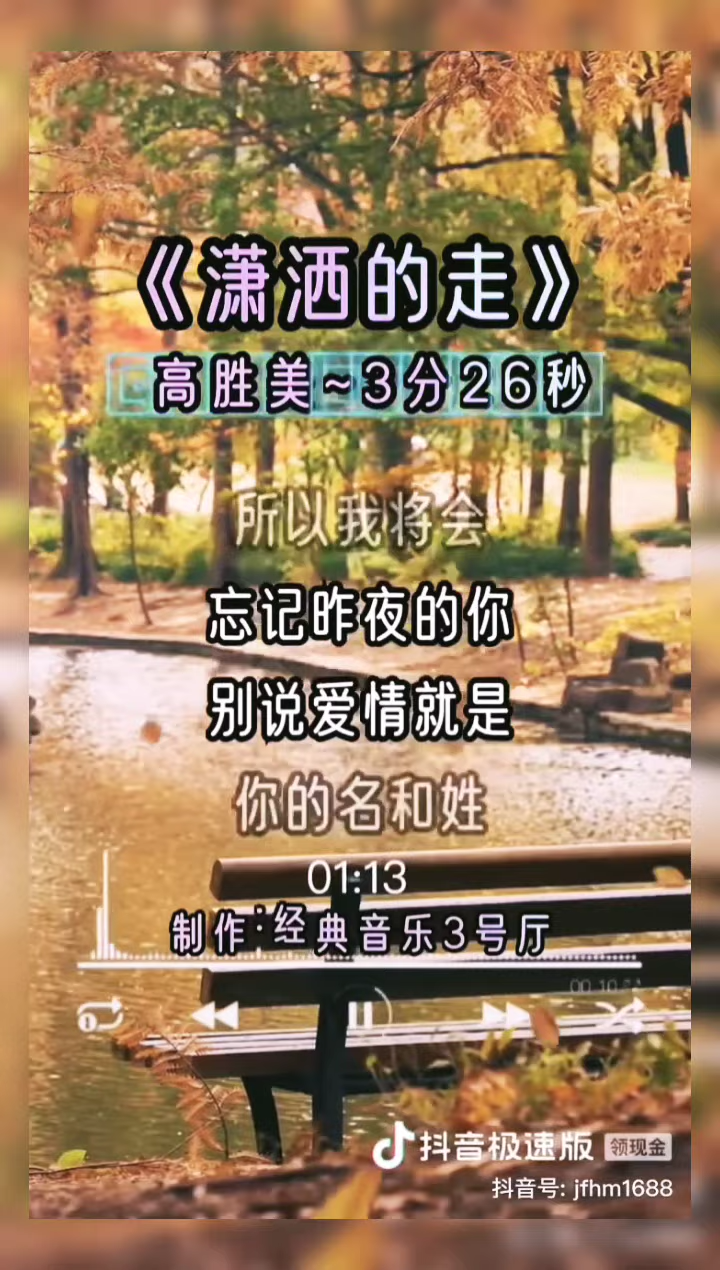 《潇洒的走》
高胜美~3分26秒
所以我将会
忘记昨夜的你
别说爱情就是
你的名和姓
01:13
制作:经典音乐3号厅
抖音极速版 领现金
抖音号: jfhm1688